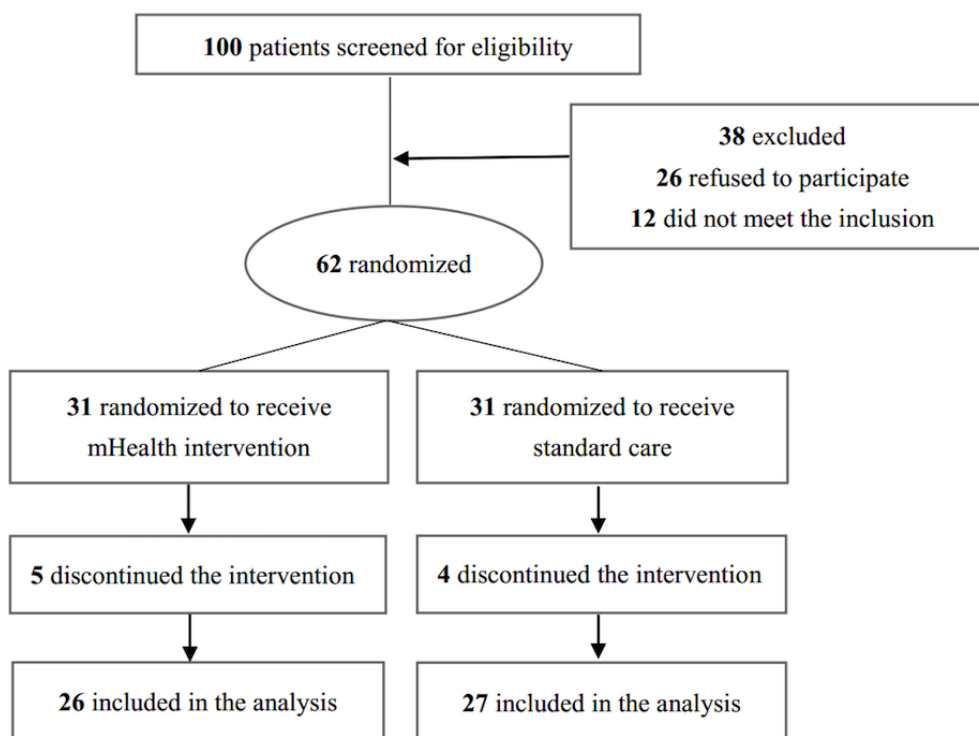 100 patients screened for eligibility
38 excluded
26 refused to participate
12 did not meet the inclusion
62 randomized
31 randomized to receive
mHealth intervention
31 randomized to receive
standard care
5 discontinued the intervention
4 discontinued the intervention
26 included in the analysis
27 included in the analysis